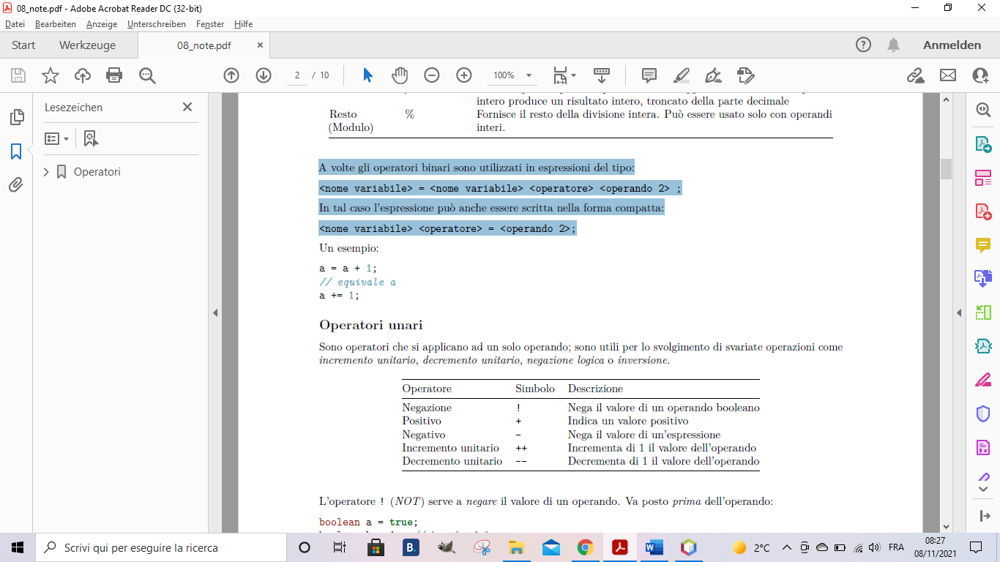 08_note.pdf - Adobe Acrobat Reader DC (32-bit)
Datei Bearbeiten Anzeige Unterschreiben Fenster Hilfe
Start Werkzeuge 08_note.pdf × Anmelden
2 / 10 100%
Lesezeichen
Operatori
intero produce un risultato intero, troncato della parte decimale
Resto % Fornisce il resto della divisione intera. Può essere usato solo con operandi
(Modulo) interi.
A volte gli operatori binari sono utilizzati in espressioni del tipo:
<nome variabile> = <nome variabile> <operatore> <operando 2> ;
In tal caso l'espressione può anche essere scritta nella forma compatta:
<nome variabile> <operatore> = <operando 2>;
Un esempio:
a = a + 1;
// equivale a
a += 1;
Operatori unari
Sono operatori che si applicano ad un solo operando; sono utili per lo svolgimento di svariate operazioni come
incremento unitario, decremento unitario, negazione logica o inversione.
Operatore Simbolo Descrizione
Negazione ! Nega il valore di un operando booleano
Positivo + Indica un valore positivo
Negativo - Nega il valore di un'espressione
Incremento unitario ++ Incrementa di 1 il valore dell'operando
Decremento unitario -- Decrementa di 1 il valore dell'operando
L'operatore ! (NOT) serve a negare il valore di un operando. Va posto prima dell'operando:
boolean a = true;
Scrivi qui per eseguire la ricerca
B.
2°C
FRA
08:27
08/11/2021